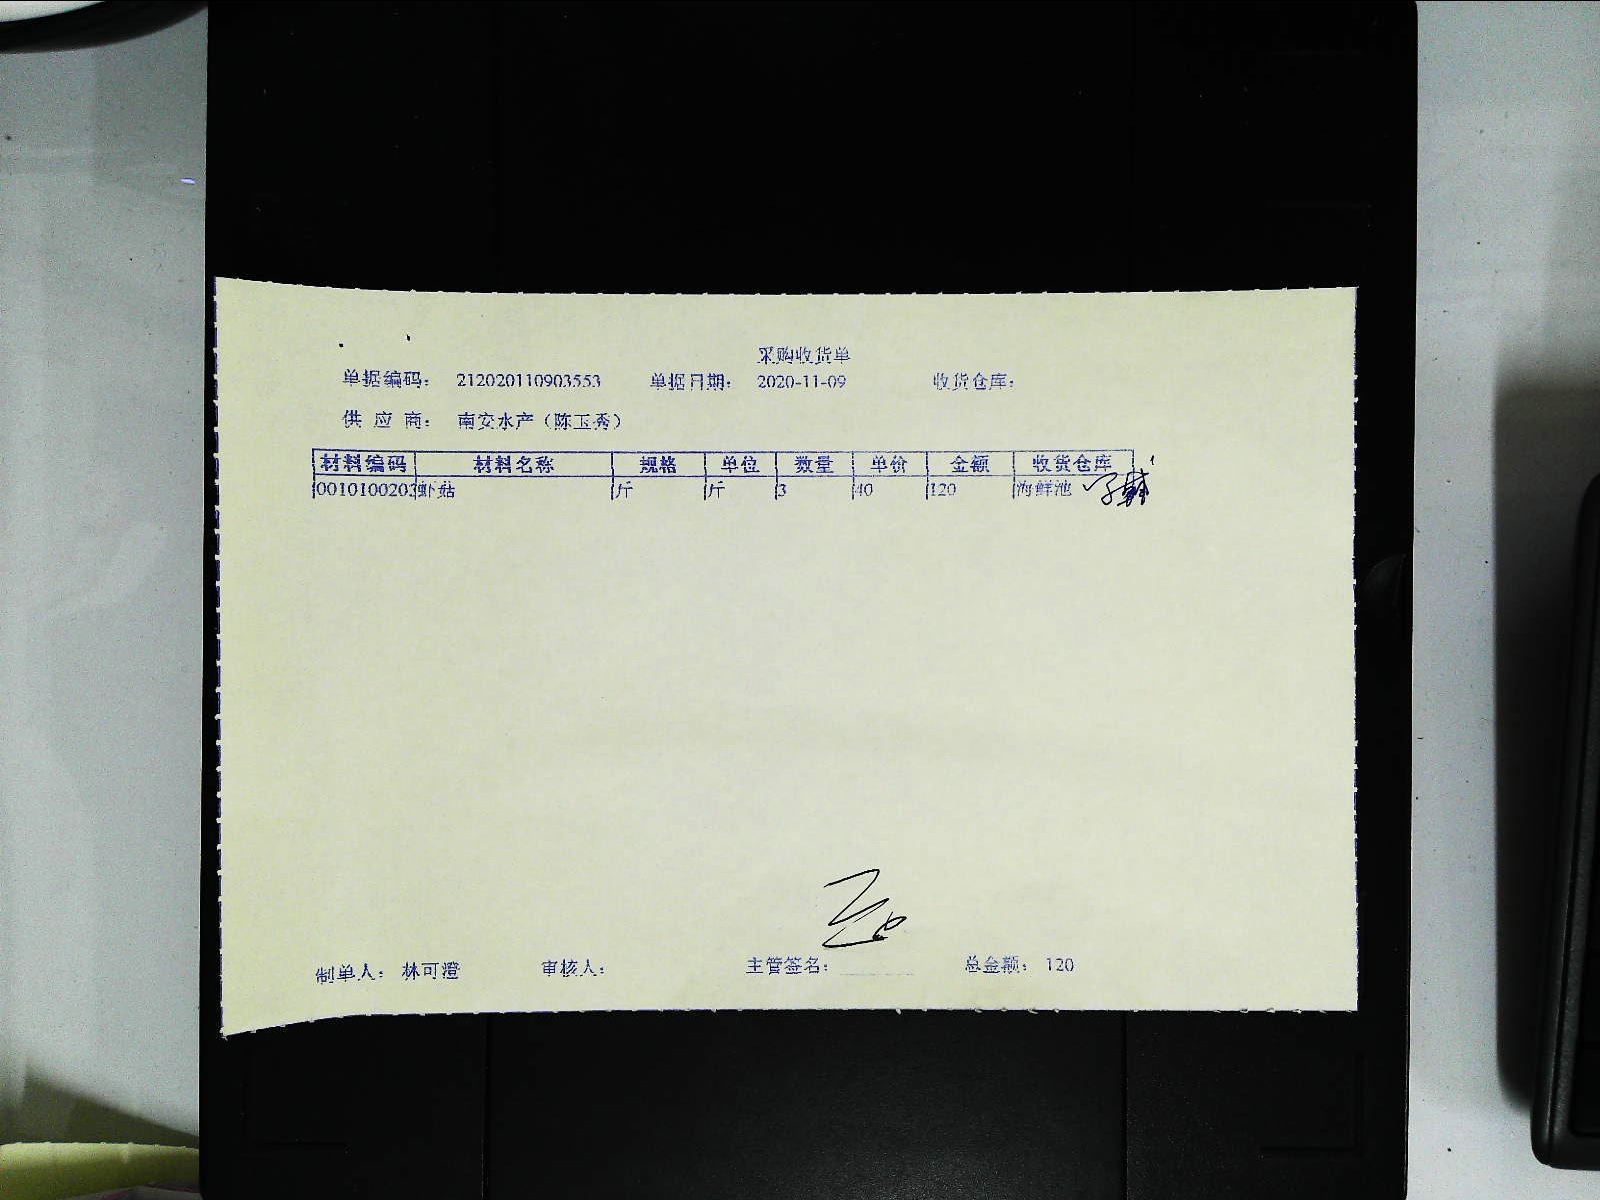 采购收货单
单据编码： 212020110903553 单据日期： 2020-11-09 收货仓库：
供 应 商： 南安水产（陈玉秀）
材料编码 材料名称 规格 单位 数量 单价 金额 收货仓库
0010100203 虾菇 斤 斤 3 40 120 海鲜池
制单人： 林可澄 审核人： 主管签名： 总金额： 120